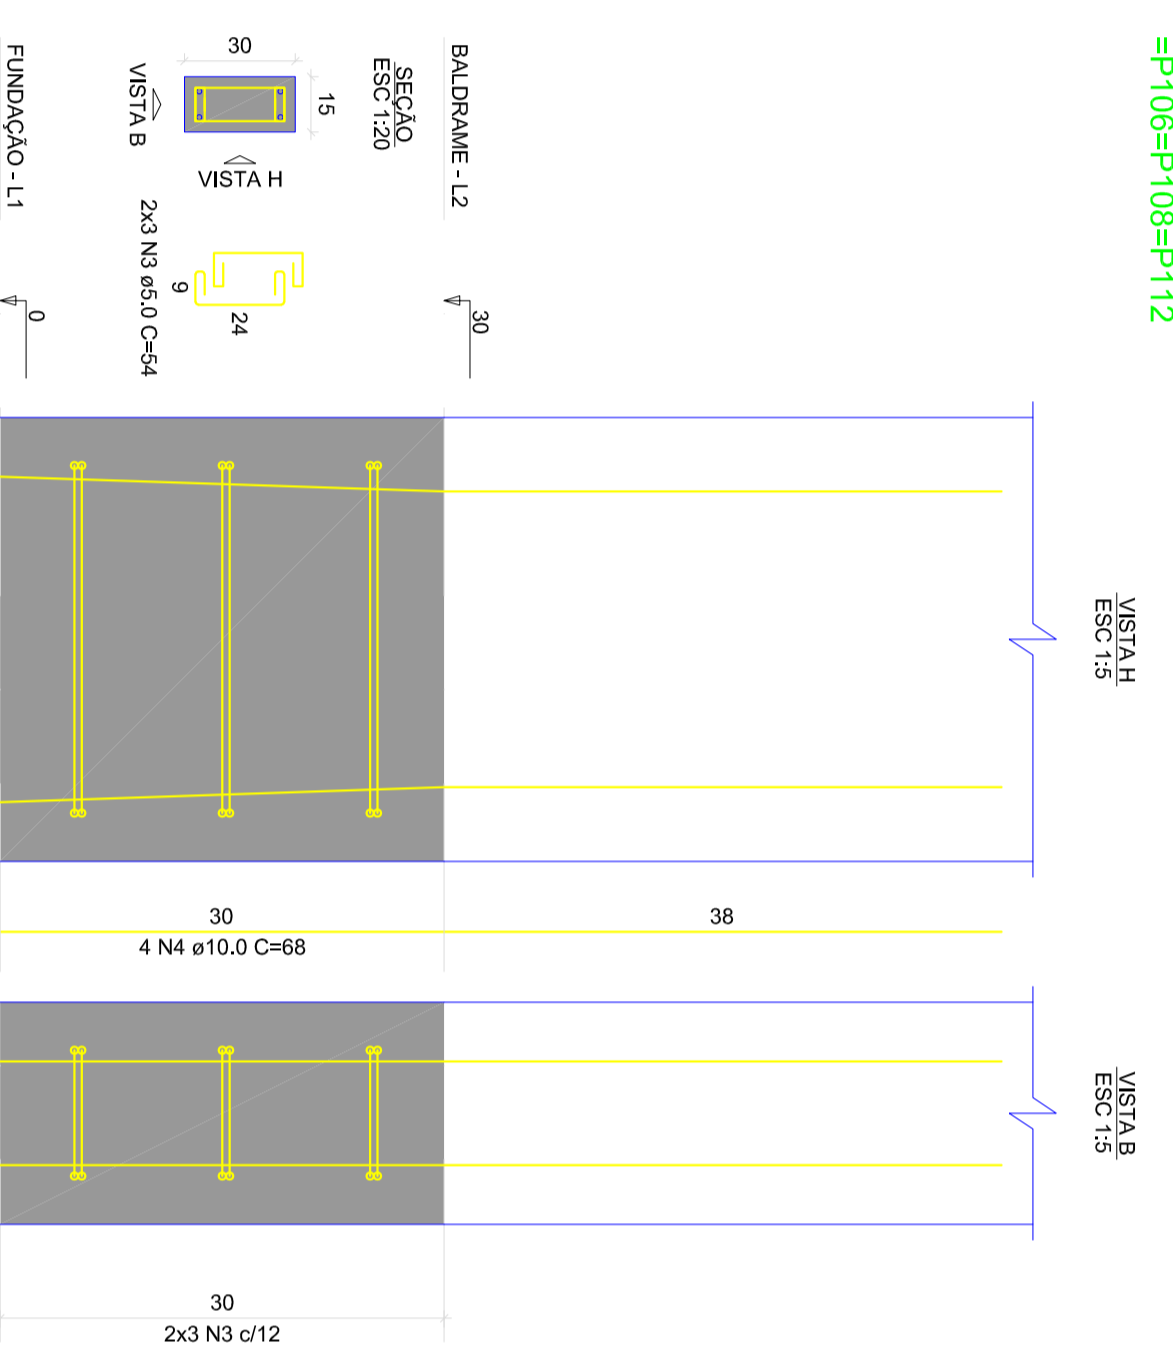 =P106=P108=P112
VISTA H
ESC 1:5
VISTA B
ESC 1:5
BALDRAME - L2
30
SEÇÃO
ESC 1:20
15
30
VISTA H
VISTA B
24
9
2x3 N3 ø5.0 C=54
FUNDAÇÃO - L1
0
38
30
4 N4 ø10.0 C=68
30
2x3 N3 c/12